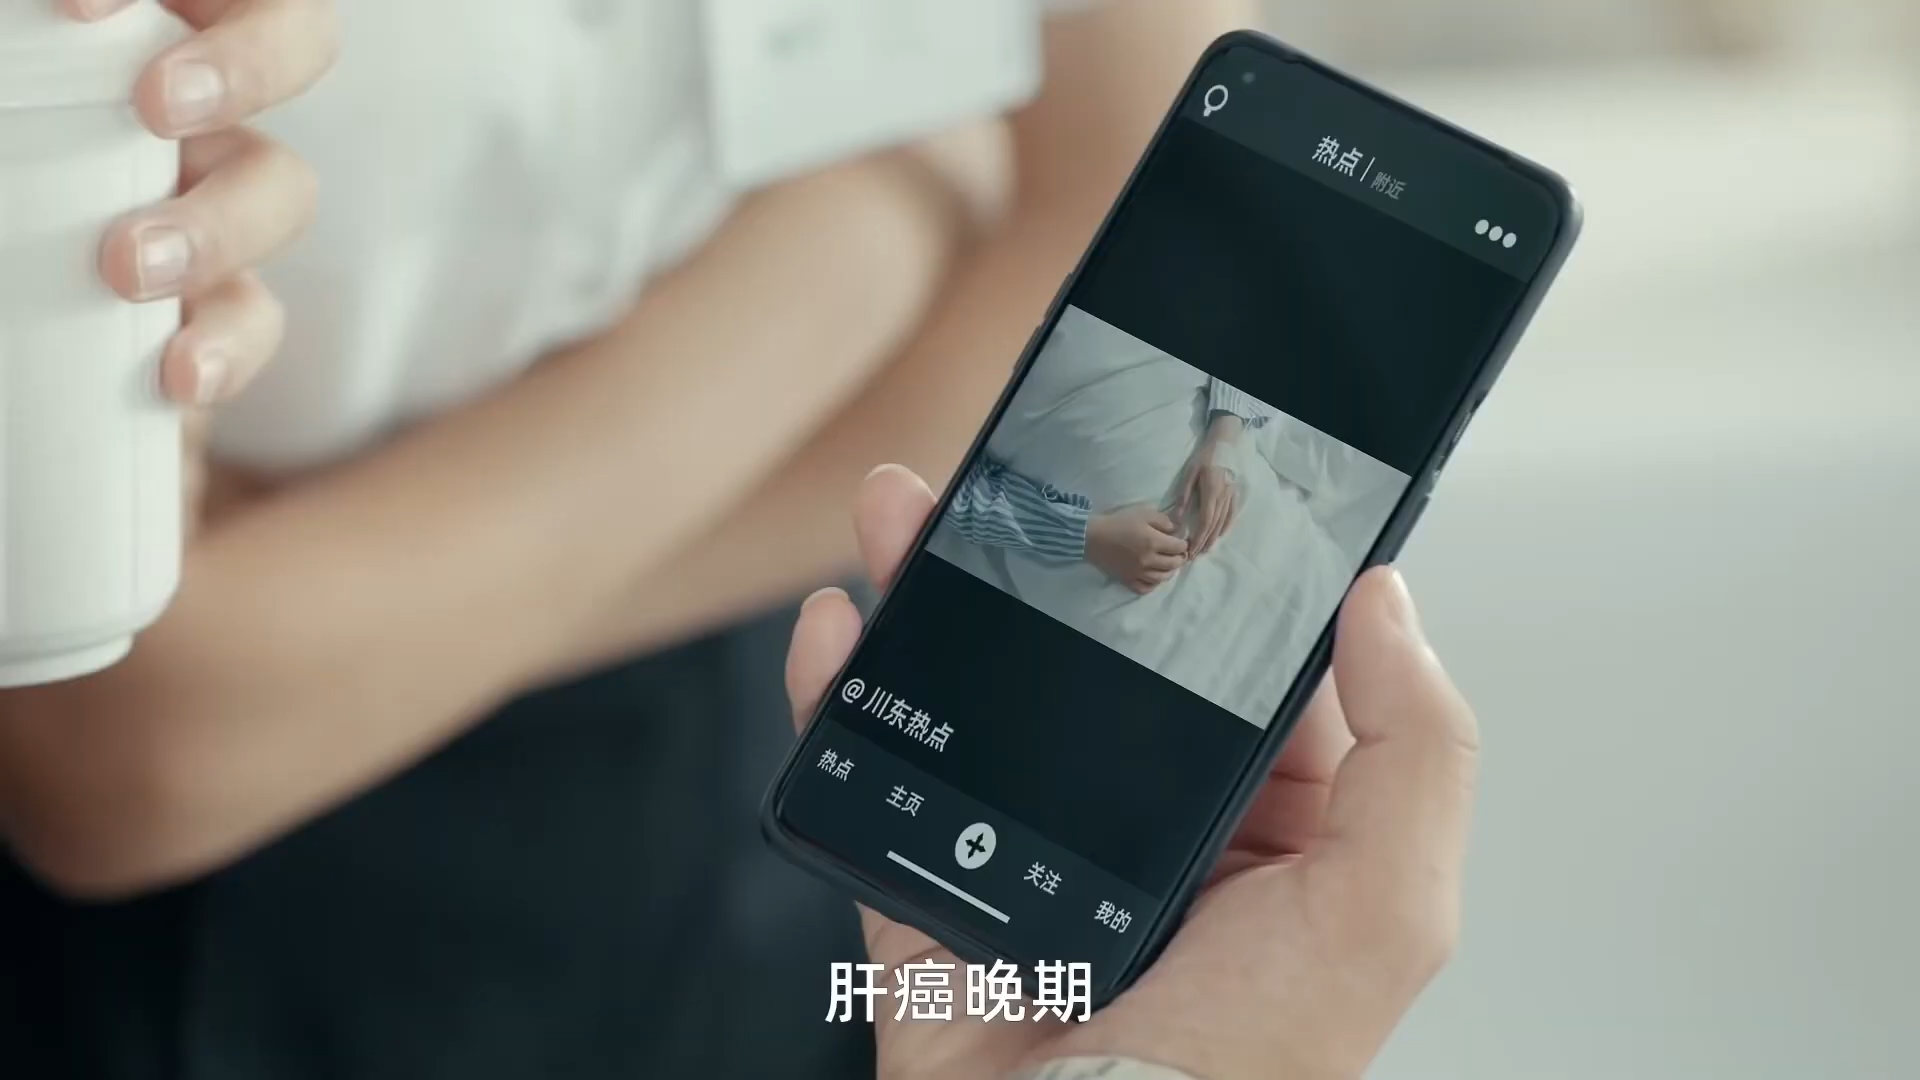 热点 | 附近
@ 川东热点
热点
主页
关注
我的
肝癌晚期